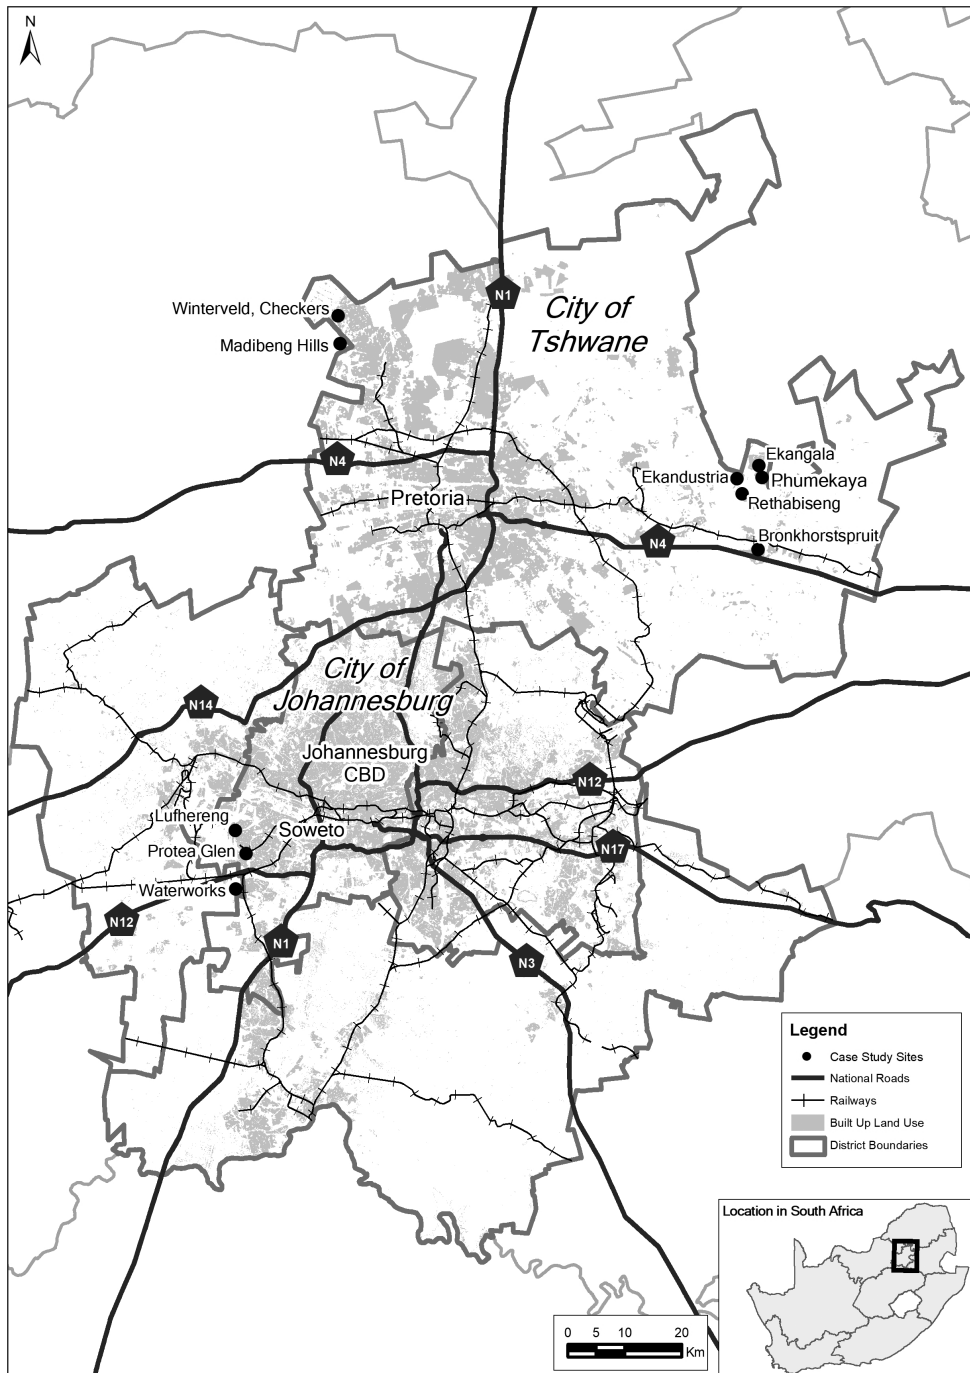 N
N1
Winterveld, Checkers
City of
Tshwane
Madibeng Hills
N4
Ekangala
Ekandustria
Phumekaya
Pretoria
Rethabiseng
Bronkhorstspruit
N4
City of
Johannesburg
N14
Johannesburg
CBD
N12
Lufhereng
Soweto
Protea Glen
N17
Waterworks
N12
N1
N3
Legend
Case Study Sites
National Roads
Railways
Built Up Land Use
District Boundaries
Location in South Africa
0 5 10 20
Km